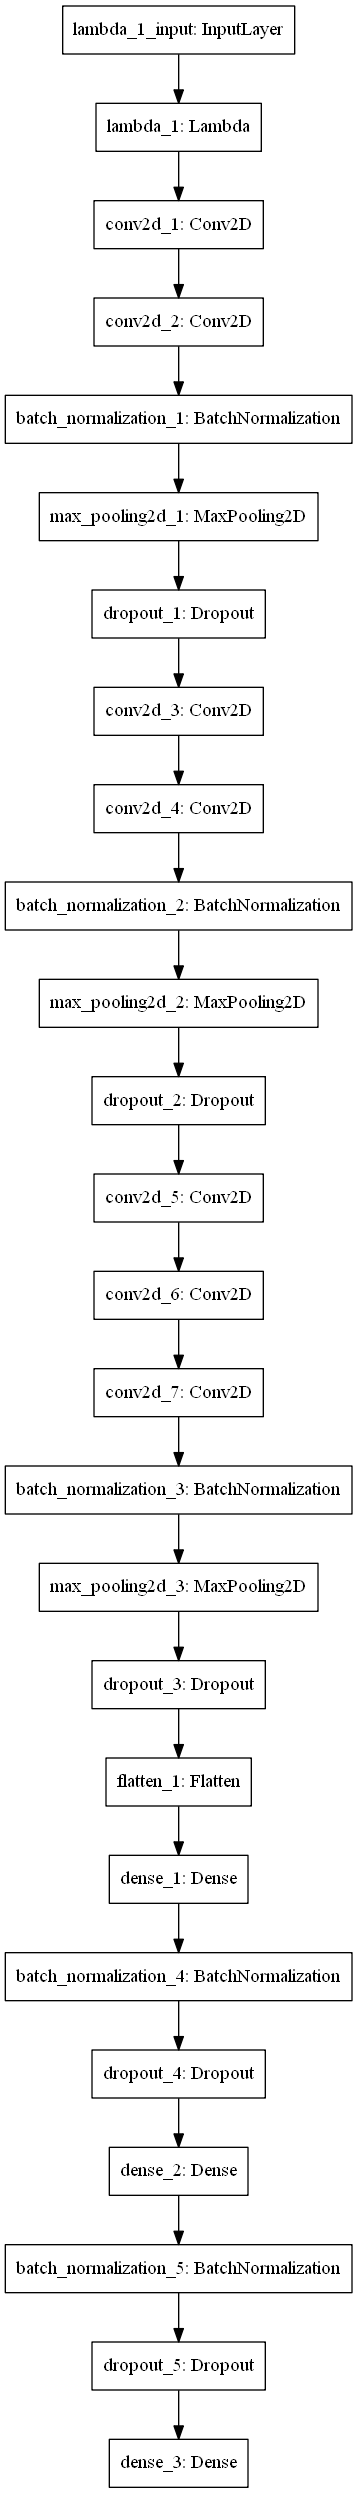 lambda_1_input: InputLayer
lambda_1: Lambda
conv2d_1: Conv2D
conv2d_2: Conv2D
batch_normalization_1: BatchNormalization
max_pooling2d_1: MaxPooling2D
dropout_1: Dropout
conv2d_3: Conv2D
conv2d_4: Conv2D
batch_normalization_2: BatchNormalization
max_pooling2d_2: MaxPooling2D
dropout_2: Dropout
conv2d_5: Conv2D
conv2d_6: Conv2D
conv2d_7: Conv2D
batch_normalization_3: BatchNormalization
max_pooling2d_3: MaxPooling2D
dropout_3: Dropout
flatten_1: Flatten
dense_1: Dense
batch_normalization_4: BatchNormalization
dropout_4: Dropout
dense_2: Dense
batch_normalization_5: BatchNormalization
dropout_5: Dropout
dense_3: Dense